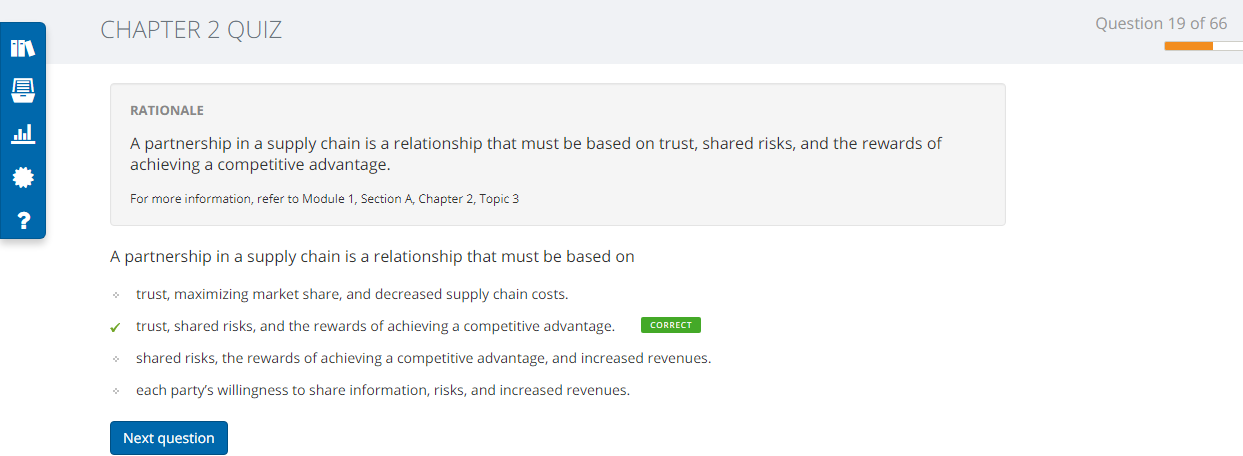 CHAPTER 2 QUIZ
Question 19 of 66
RATIONALE
A partnership in a supply chain is a relationship that must be based on trust, shared risks, and the rewards of
achieving a competitive advantage.
For more information, refer to Module 1, Section A, Chapter 2, Topic 3
A partnership in a supply chain is a relationship that must be based on
trust, maximizing market share, and decreased supply chain costs.
trust, shared risks, and the rewards of achieving a competitive advantage. CORRECT
shared risks, the rewards of achieving a competitive advantage, and increased revenues.
each party’s willingness to share information, risks, and increased revenues.
Next question
?